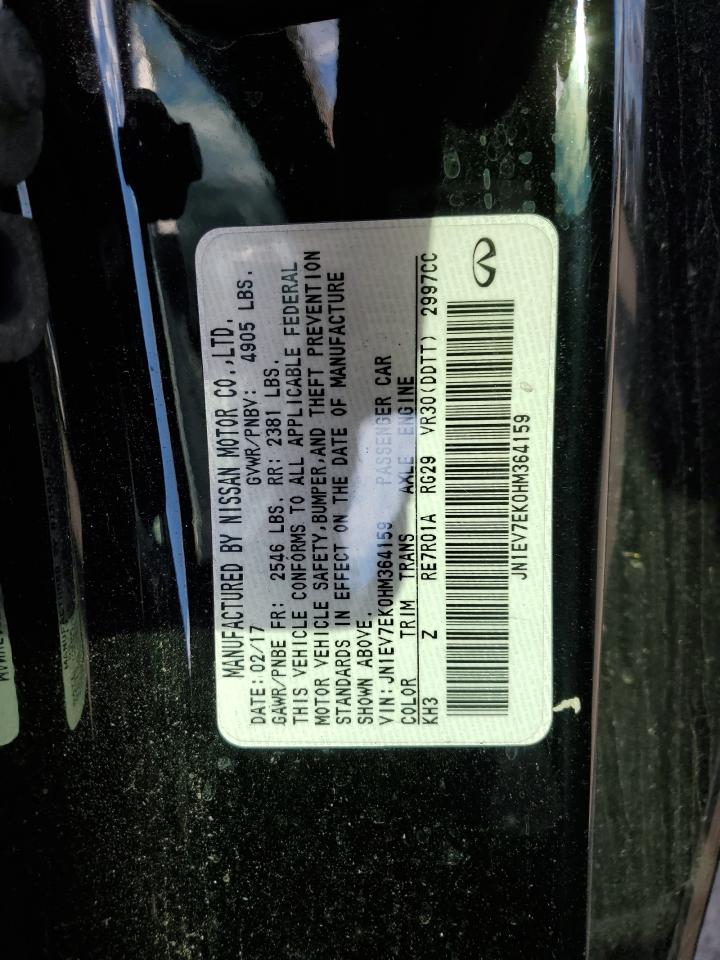 MANUFACTURED BY NISSAN MOTOR CO.,LTD.
DATE:02/17 GVWR/PNBV: 4905 LBS.
GAWR/PNBE FR: 2546 LBS. RR: 2381 LBS.
THIS VEHICLE CONFORMS TO ALL APPLICABLE FEDERAL
MOTOR VEHICLE SAFETY,BUMPER,AND THEFT PREVENTION
STANDARDS IN EFFECT ON THE DATE OF MANUFACTURE
SHOWN ABOVE.
VIN:JN1EV7EK0HM364159 PASSENGER CAR
COLOR TRIM TRANS AXLE ENGINE
KH3 Z RE7R01A RG29 VR30(DDTT) 2997CC
JN1EV7EK0HM364159